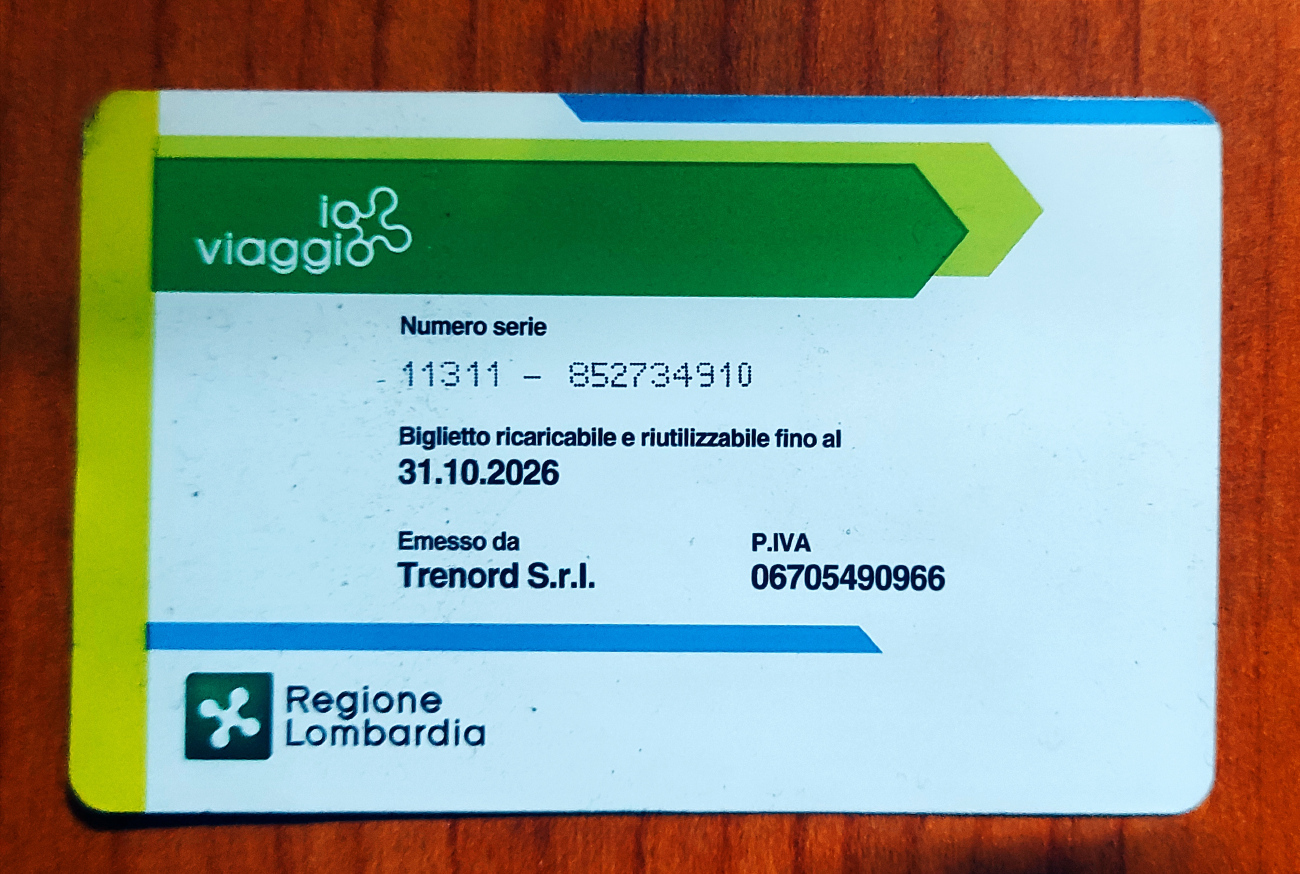 io
viaggio
Numero serie
11311 - 852734910
Biglietto ricaricabile e riutilizzabile fino al
31.10.2026
Emesso da
Trenord S.r.l.
P.IVA
06705490966
Regione
Lombardia